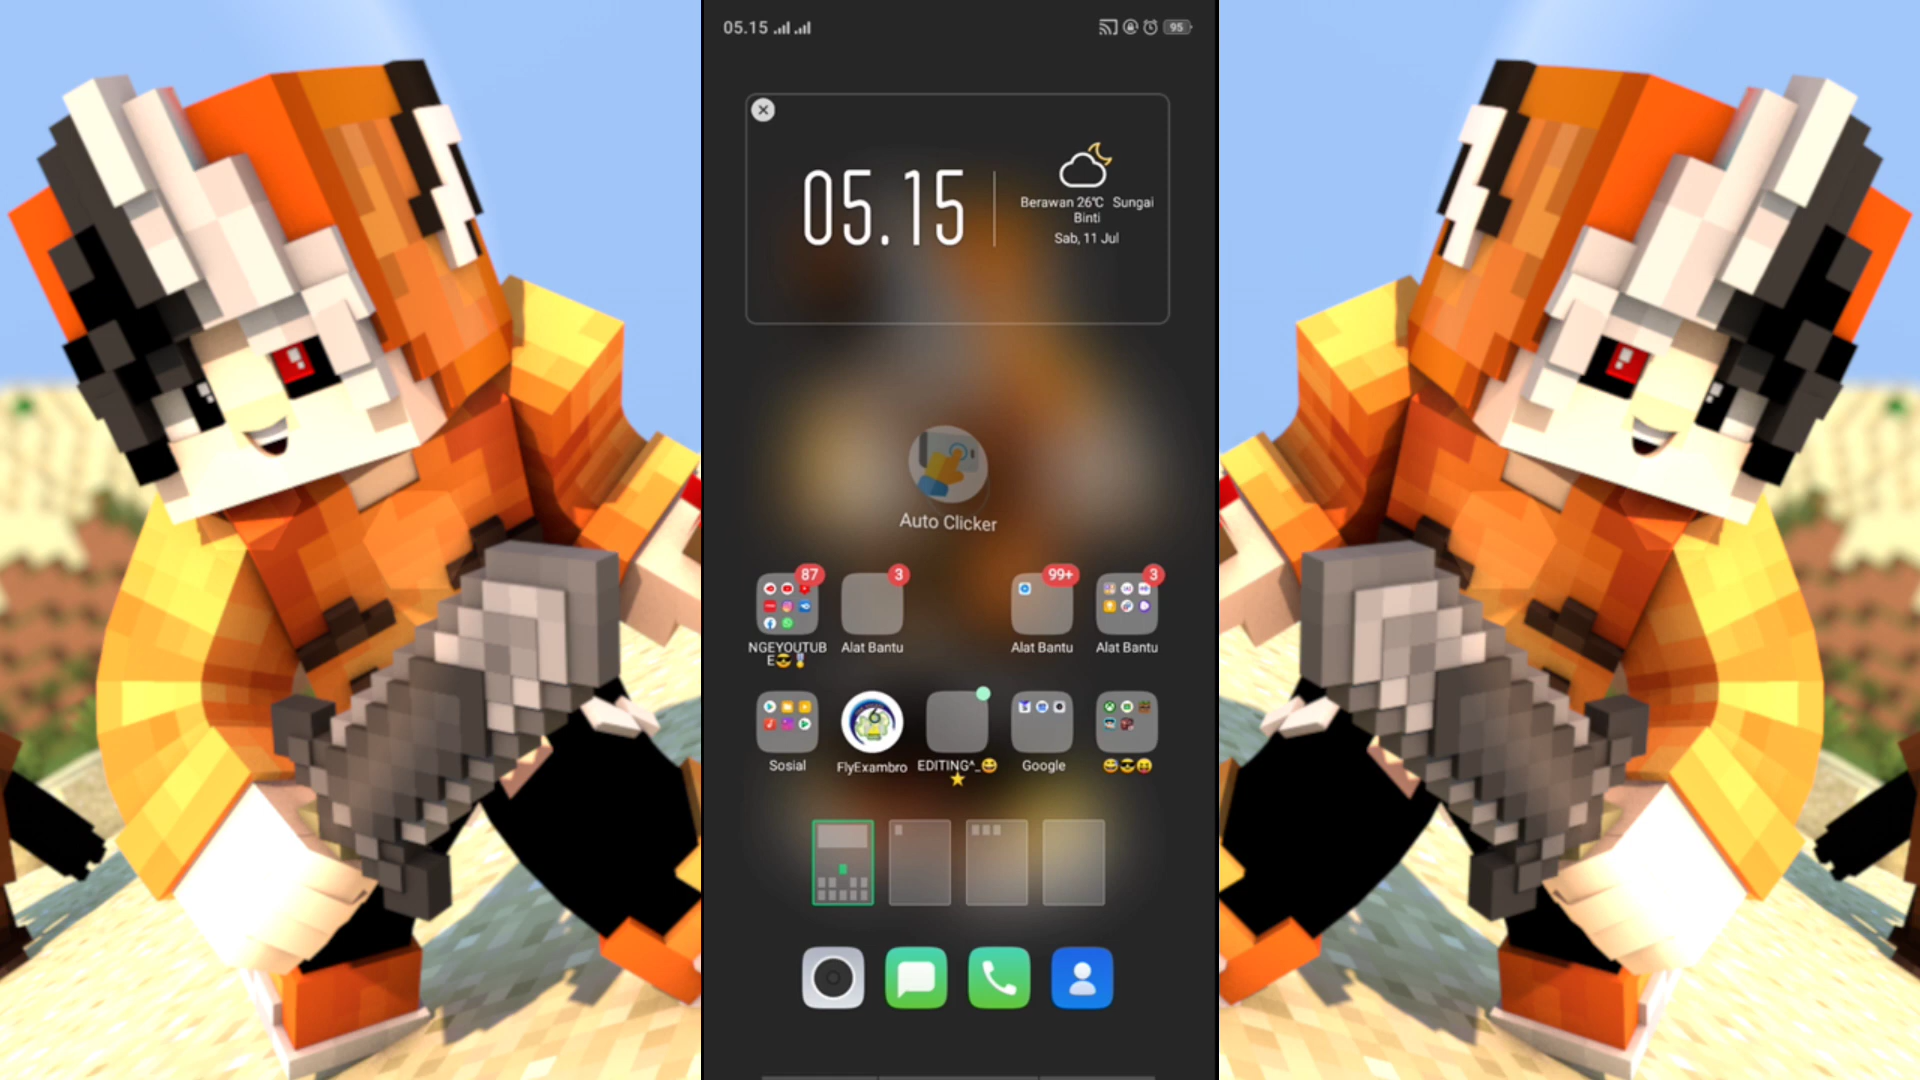 05.15
95
05.15
Berawan 26℃ Sungai
Binti
Sab, 11 Jul
Auto Clicker
87
3
99+
3
NGEYOUTUB
E😎🏅
Alat Bantu
Alat Bantu
Alat Bantu
Sosial
FlyExambro
EDITING^_😄
⭐
Google
😅😎😝